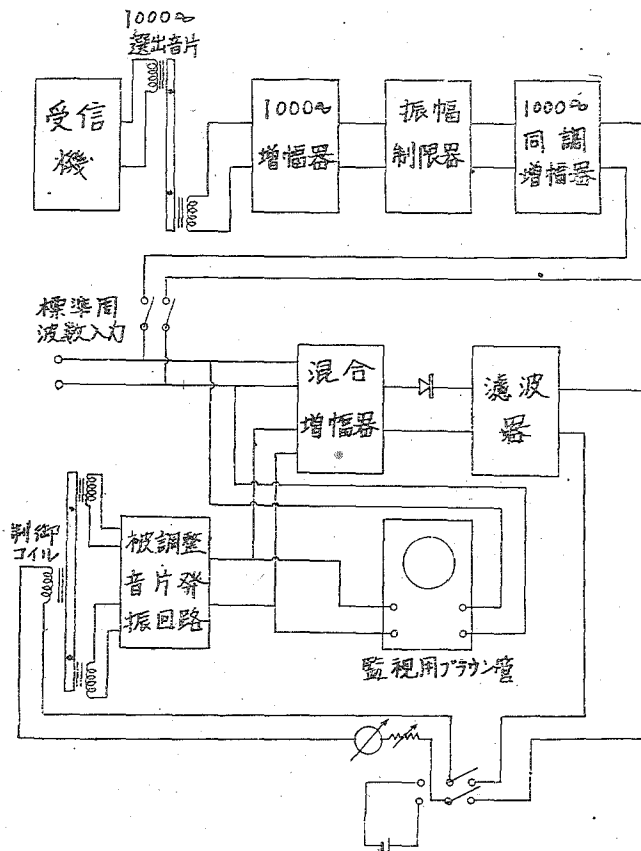 1000∾
選出音片
受信
機
1000∾
増幅器
振幅
制限器
1000∾
同調
増幅器
標準周
波数入力
混合
増幅器
濾波
器
制御
コイル
被調整
音片発
振回路
監視用ブラウン管